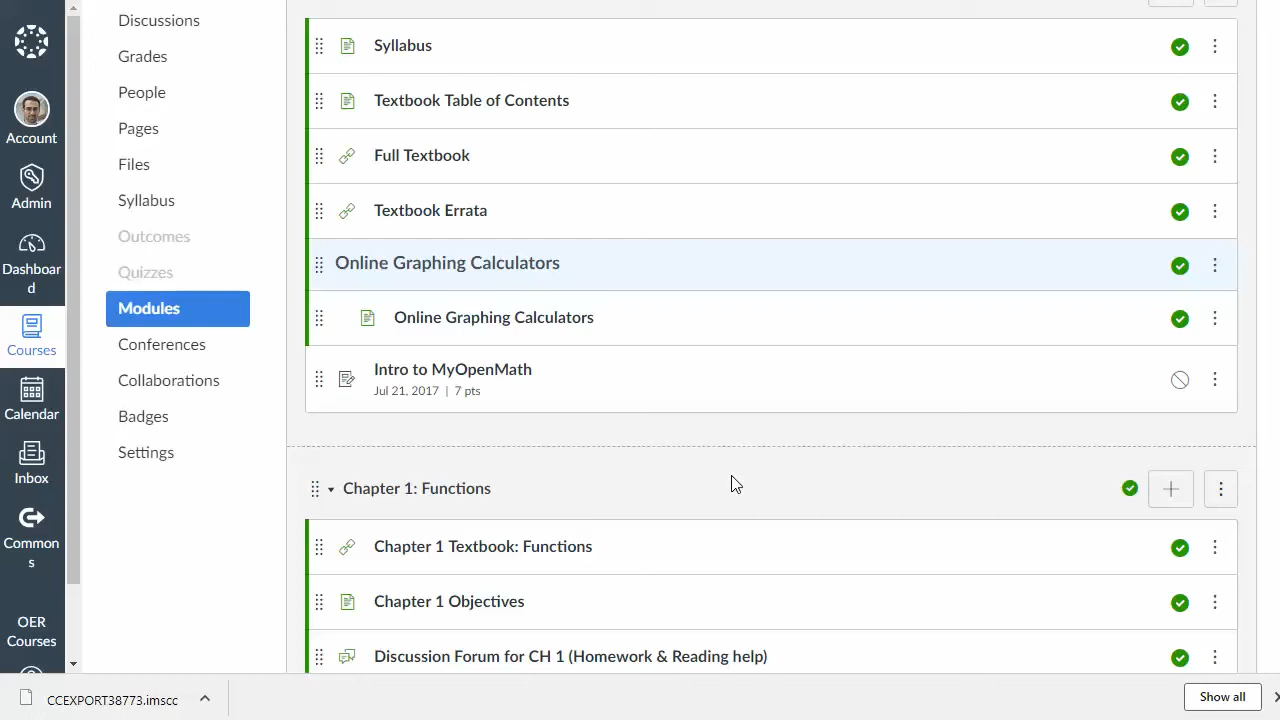 Account
Admin
Dashboar
d
Courses
Calendar
Inbox
Common
s
OER
Courses
Discussions
Grades
People
Pages
Files
Syllabus
Outcomes
Quizzes
Modules
Conferences
Collaborations
Badges
Settings
Syllabus
Textbook Table of Contents
Full Textbook
Textbook Errata
Online Graphing Calculators
Online Graphing Calculators
Intro to MyOpenMath
Jul 21, 2017 | 7 pts
Chapter 1: Functions
Chapter 1 Textbook: Functions
Chapter 1 Objectives
Discussion Forum for CH 1 (Homework & Reading help)
CCEXPORT38773.imscc
Show all